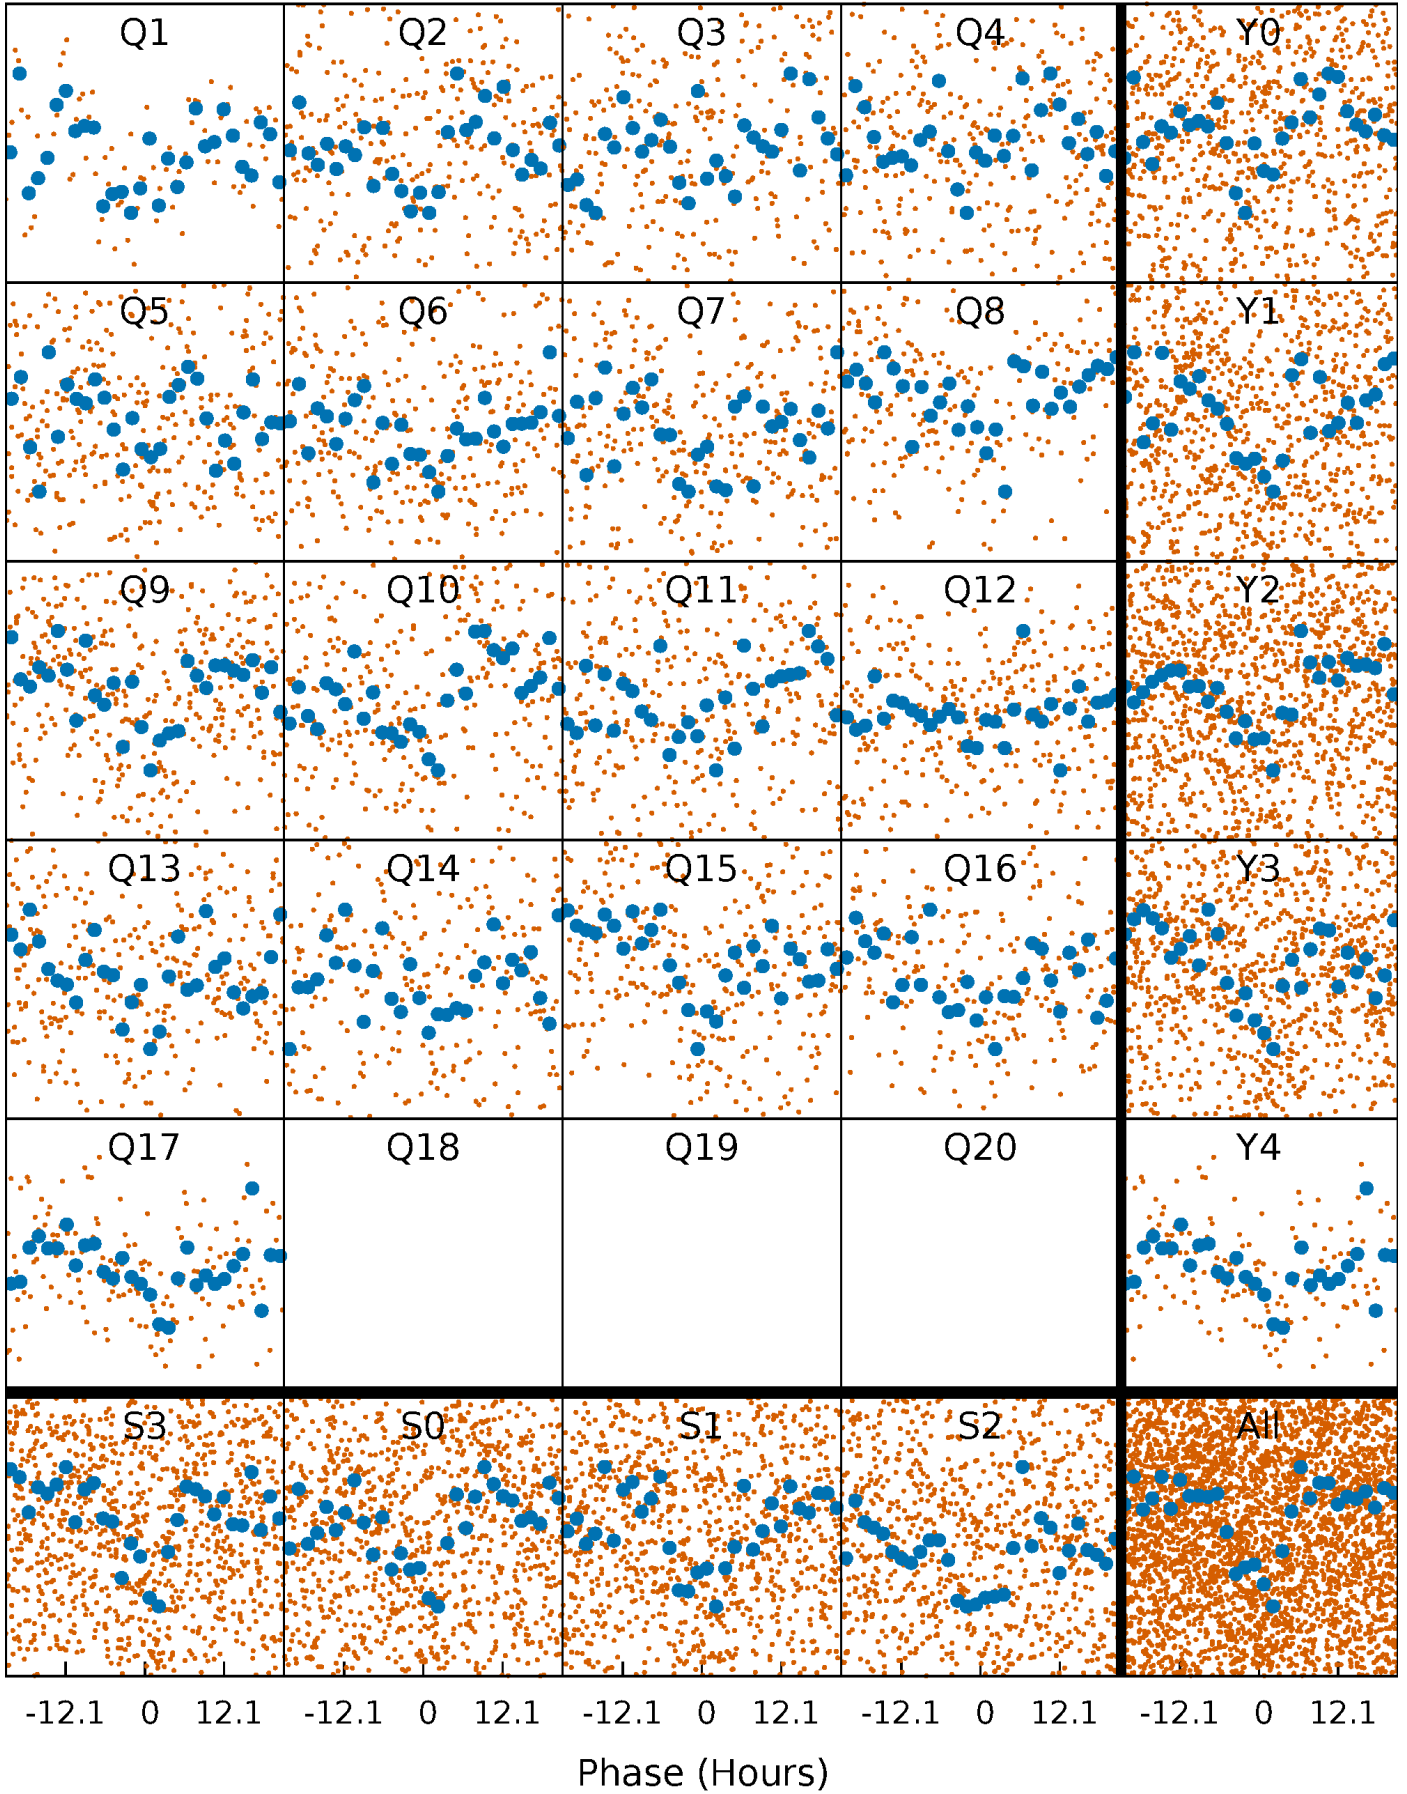 Q1 Q2 Q3 Q4 Y0
Q5 Q6 Q7 Q8 Y1
Q9 Q10 Q11 Q12 Y2
Q13 Q14 Q15 Q16 Y3
Q17 Q18 Q19 Q20 Y4
S3 S0 S1 S2 All
-12.1 0 12.1 -12.1 0 12.1 -12.1 0 12.1 -12.1 0 12.1 -12.1 0 12.1
Phase (Hours)